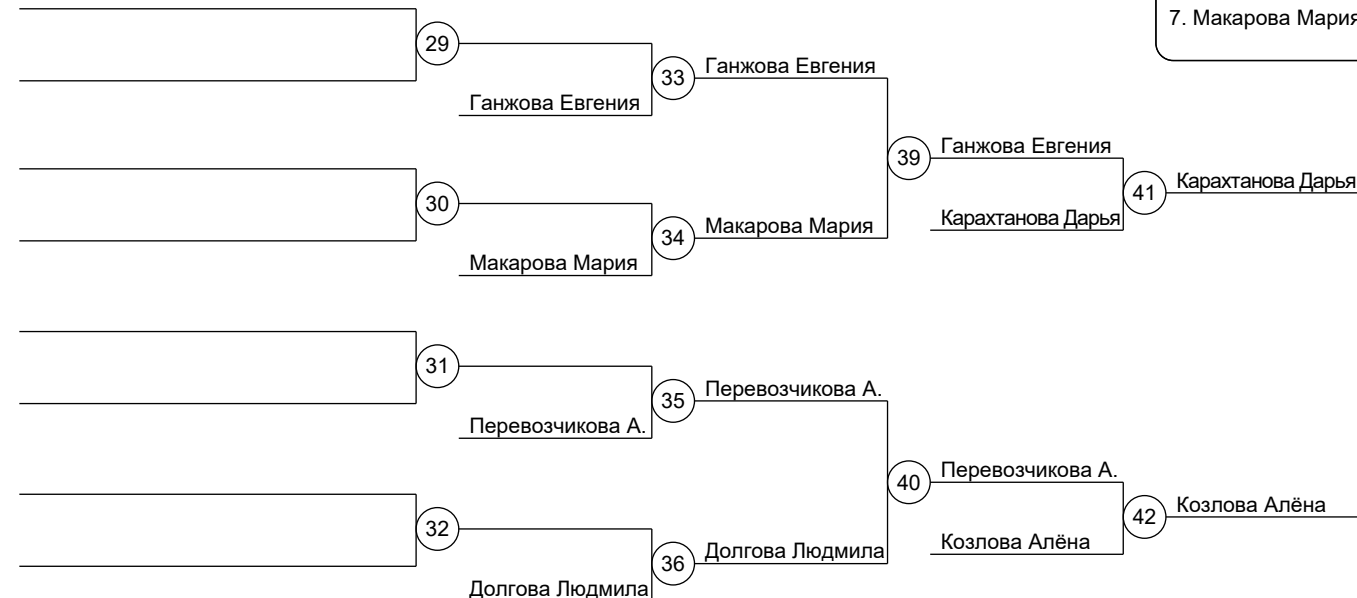 7. Макарова Мария
29
33
Ганжова Евгения
Ганжова Евгения
39
Ганжова Евгения
41
Карахтанова Дарья
30
34
Макарова Мария
Карахтанова Дарья
Макарова Мария
31
35
Перевозчикова А.
Перевозчикова А.
40
Перевозчикова А.
42
Козлова Алёна
32
36
Долгова Людмила
Козлова Алёна
Долгова Людмила